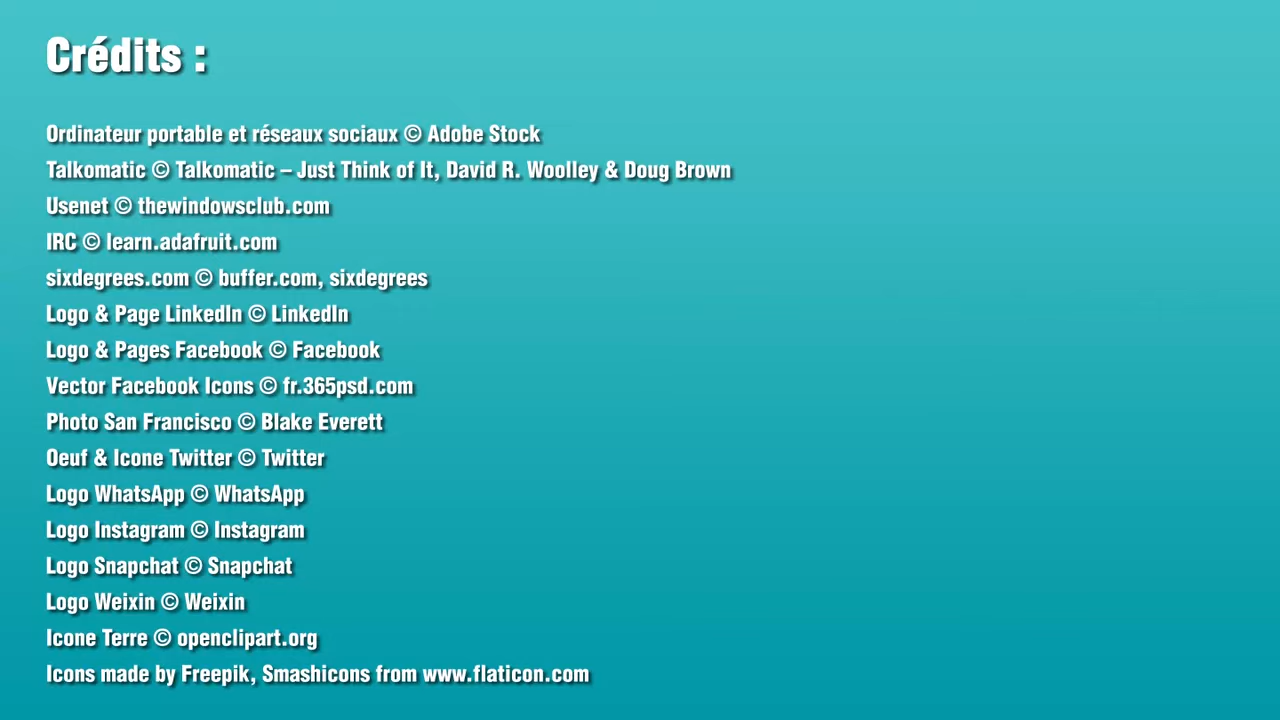 Crédits :
Ordinateur portable et réseaux sociaux © Adobe Stock
Talkomatic © Talkomatic – Just Think of It, David R. Woolley & Doug Brown
Usenet © thewindowsclub.com
IRC © learn.adafruit.com
sixdegrees.com © buffer.com, sixdegrees
Logo & Page LinkedIn © LinkedIn
Logo & Pages Facebook © Facebook
Vector Facebook Icons © fr.365psd.com
Photo San Francisco © Blake Everett
Oeuf & Icone Twitter © Twitter
Logo WhatsApp © WhatsApp
Logo Instagram © Instagram
Logo Snapchat © Snapchat
Logo Weixin © Weixin
Icone Terre © openclipart.org
Icons made by Freepik, Smashicons from www.flaticon.com